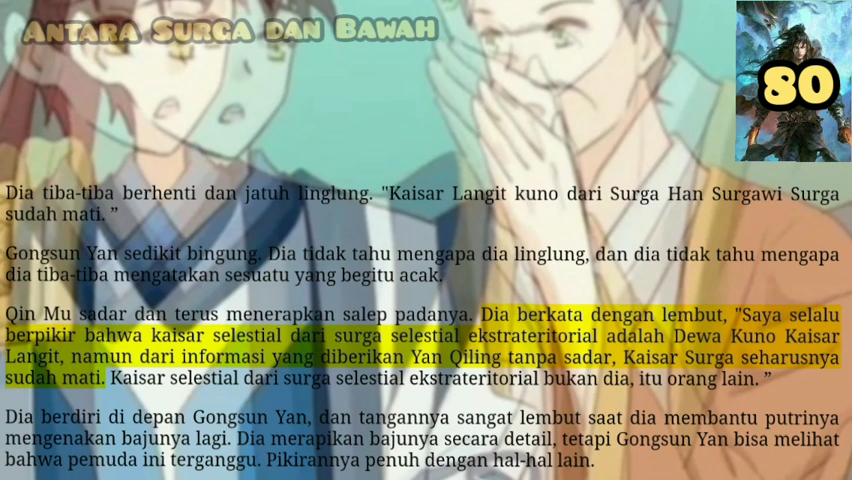 Antara Surga dan Bawah
80
Dia tiba-tiba berhenti dan jatuh linglung. "Kaisar Langit kuno dari Surga Han Surgawi Surga
sudah mati. ”
Gongsun Yan sedikit bingung. Dia tidak tahu mengapa dia linglung, dan dia tidak tahu mengapa
dia tiba-tiba mengatakan sesuatu yang begitu acak.
Qin Mu sadar dan terus menerapkan salep padanya. Dia berkata dengan lembut, "Saya selalu
berpikir bahwa kaisar selestial dari surga selestial ekstrateritorial adalah Dewa Kuno Kaisar
Langit, namun dari informasi yang diberikan Yan Qiling tanpa sadar, Kaisar Surga seharusnya
sudah mati. Kaisar selestial dari surga selestial ekstrateritorial bukan dia, itu orang lain. ”
Dia berdiri di depan Gongsun Yan, dan tangannya sangat lembut saat dia membantu putrinya
mengenakan bajunya lagi. Dia merapikan bajunya secara detail, tetapi Gongsun Yan bisa melihat
bahwa pemuda ini terganggu. Pikirannya penuh dengan hal-hal lain.